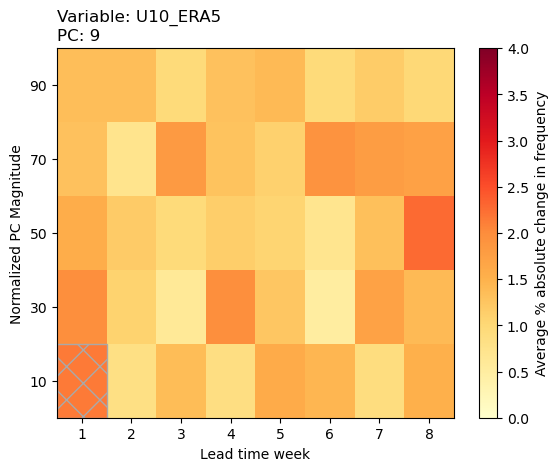 Variable: U10_ERA5
PC: 9
90
70
50
30
10
Normalized PC Magnitude
1 2 3 4 5 6 7 8
Lead time week
4.0
3.5
3.0
2.5
2.0
1.5
1.0
0.5
0.0
Average % absolute change in frequency